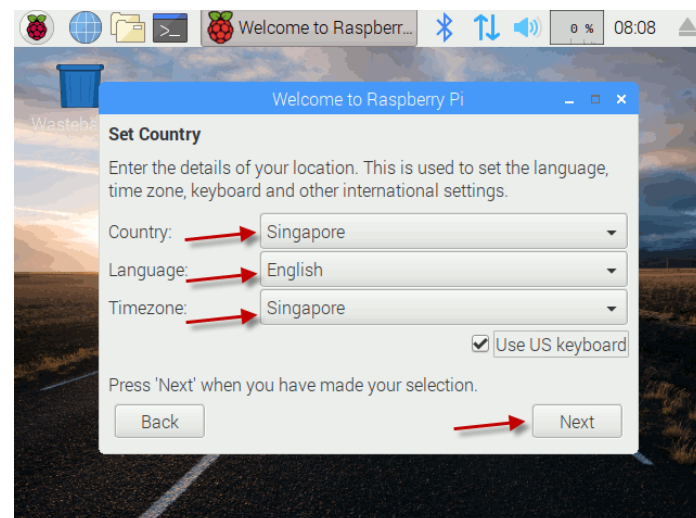 Welcome to Raspberr...
0 %
08:08
Wasteba
Welcome to Raspberry Pi
Set Country
Enter the details of your location. This is used to set the language,
time zone, keyboard and other international settings.
Country: Singapore
Language: English
Timezone: Singapore
Use US keyboard
Press 'Next' when you have made your selection.
Back
Next